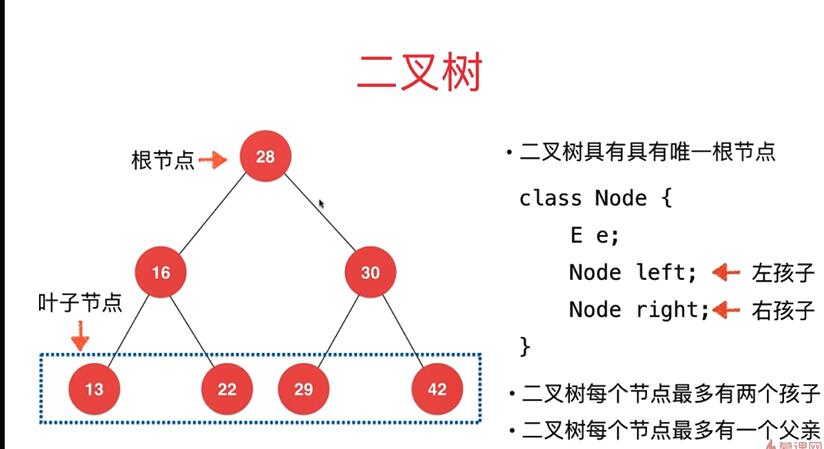 二叉树
根节点
28
16
30
叶子节点
13
22
29
42
• 二叉树具有具有唯一根节点
class Node {
E e;
Node left;
左孩子
Node right;
右孩子
}
• 二叉树每个节点最多有两个孩子
• 二叉树每个节点最多有一个父亲
慕课网